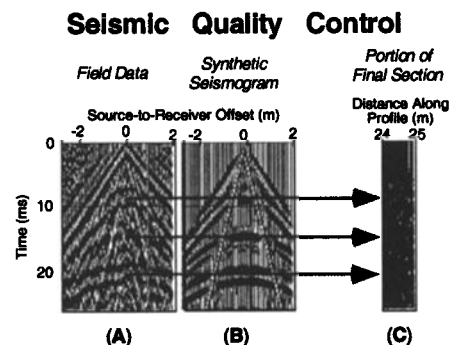 Seismic Quality Control
Field Data
Synthetic Seismogram
Portion of Final Section
Source-to-Receiver Offset (m)
Distance Along Profile (m)
-2 0 2
-2 0 2
24 25
Time (ms)
0
10
20
(A)
(B)
(C)